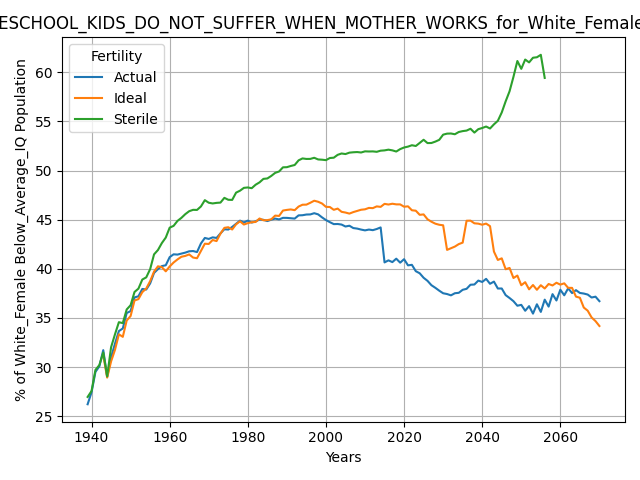 ESCHOOL_KIDS_DO_NOT_SUFFER_WHEN_MOTHER_WORKS_for_White_Female
% of White_Female Below_Average_IQ Population
Fertility
Actual
Ideal
Sterile
60
55
50
45
40
35
30
25
1940
1960
1980
2000
2020
2040
2060
Years